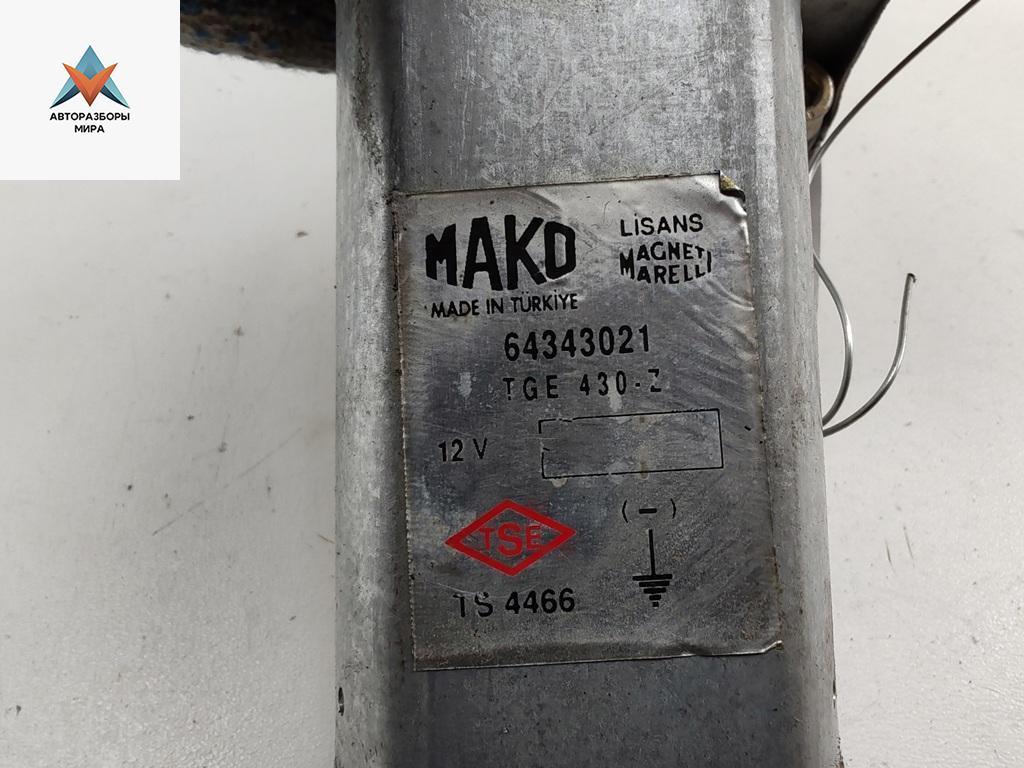 АВТОРАЗБОРЫ
МИРА
MAKO
MADE IN TÜRKİYE
LİSANS
MAGNETI
MARELLI
64343021
TGE 430-Z
12 V
(-)
TSE
TS 4466